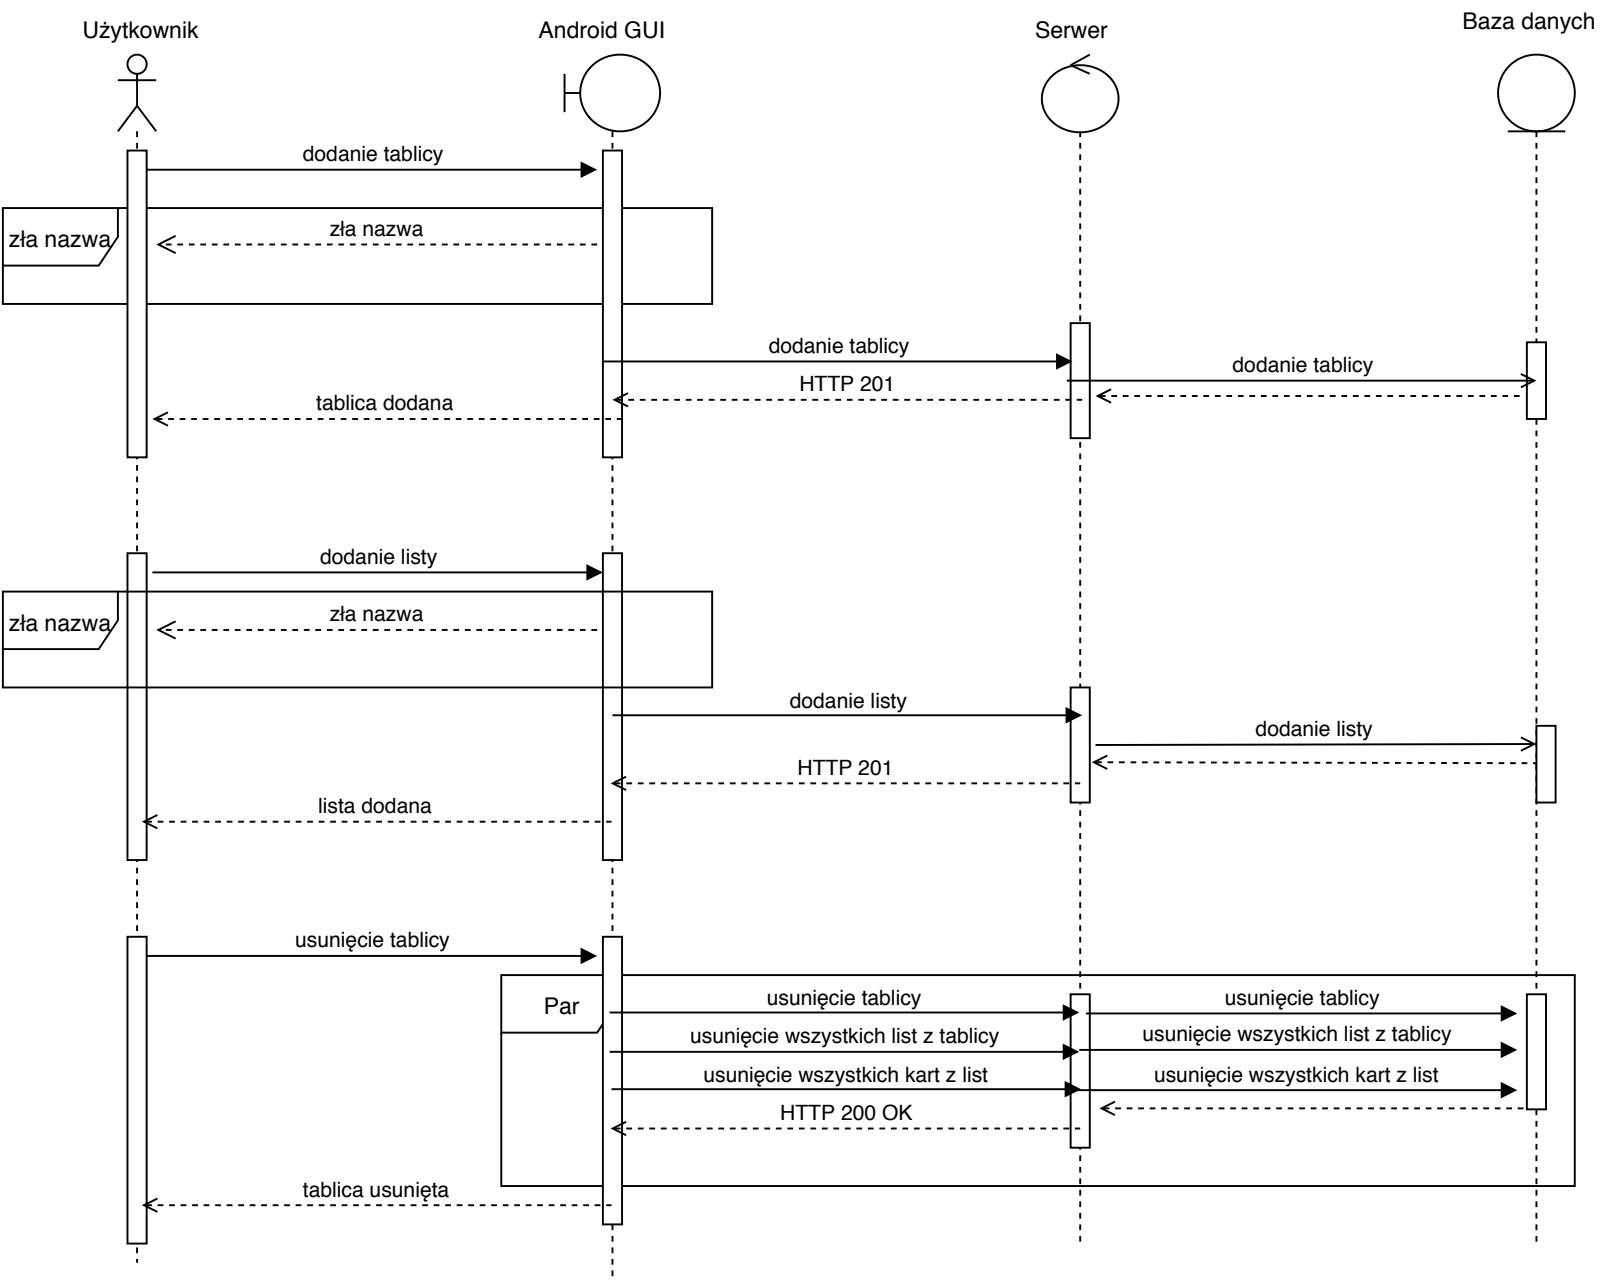 Użytkownik
Android GUI
Serwer
Baza danych
dodanie tablicy
zła nazwa
zła nazwa
dodanie tablicy
dodanie tablicy
HTTP 201
tablica dodana
dodanie listy
zła nazwa
zła nazwa
dodanie listy
dodanie listy
HTTP 201
lista dodana
usunięcie tablicy
Par
usunięcie tablicy
usunięcie tablicy
usunięcie wszystkich list z tablicy
usunięcie wszystkich list z tablicy
usunięcie wszystkich kart z list
usunięcie wszystkich kart z list
HTTP 200 OK
tablica usunięta